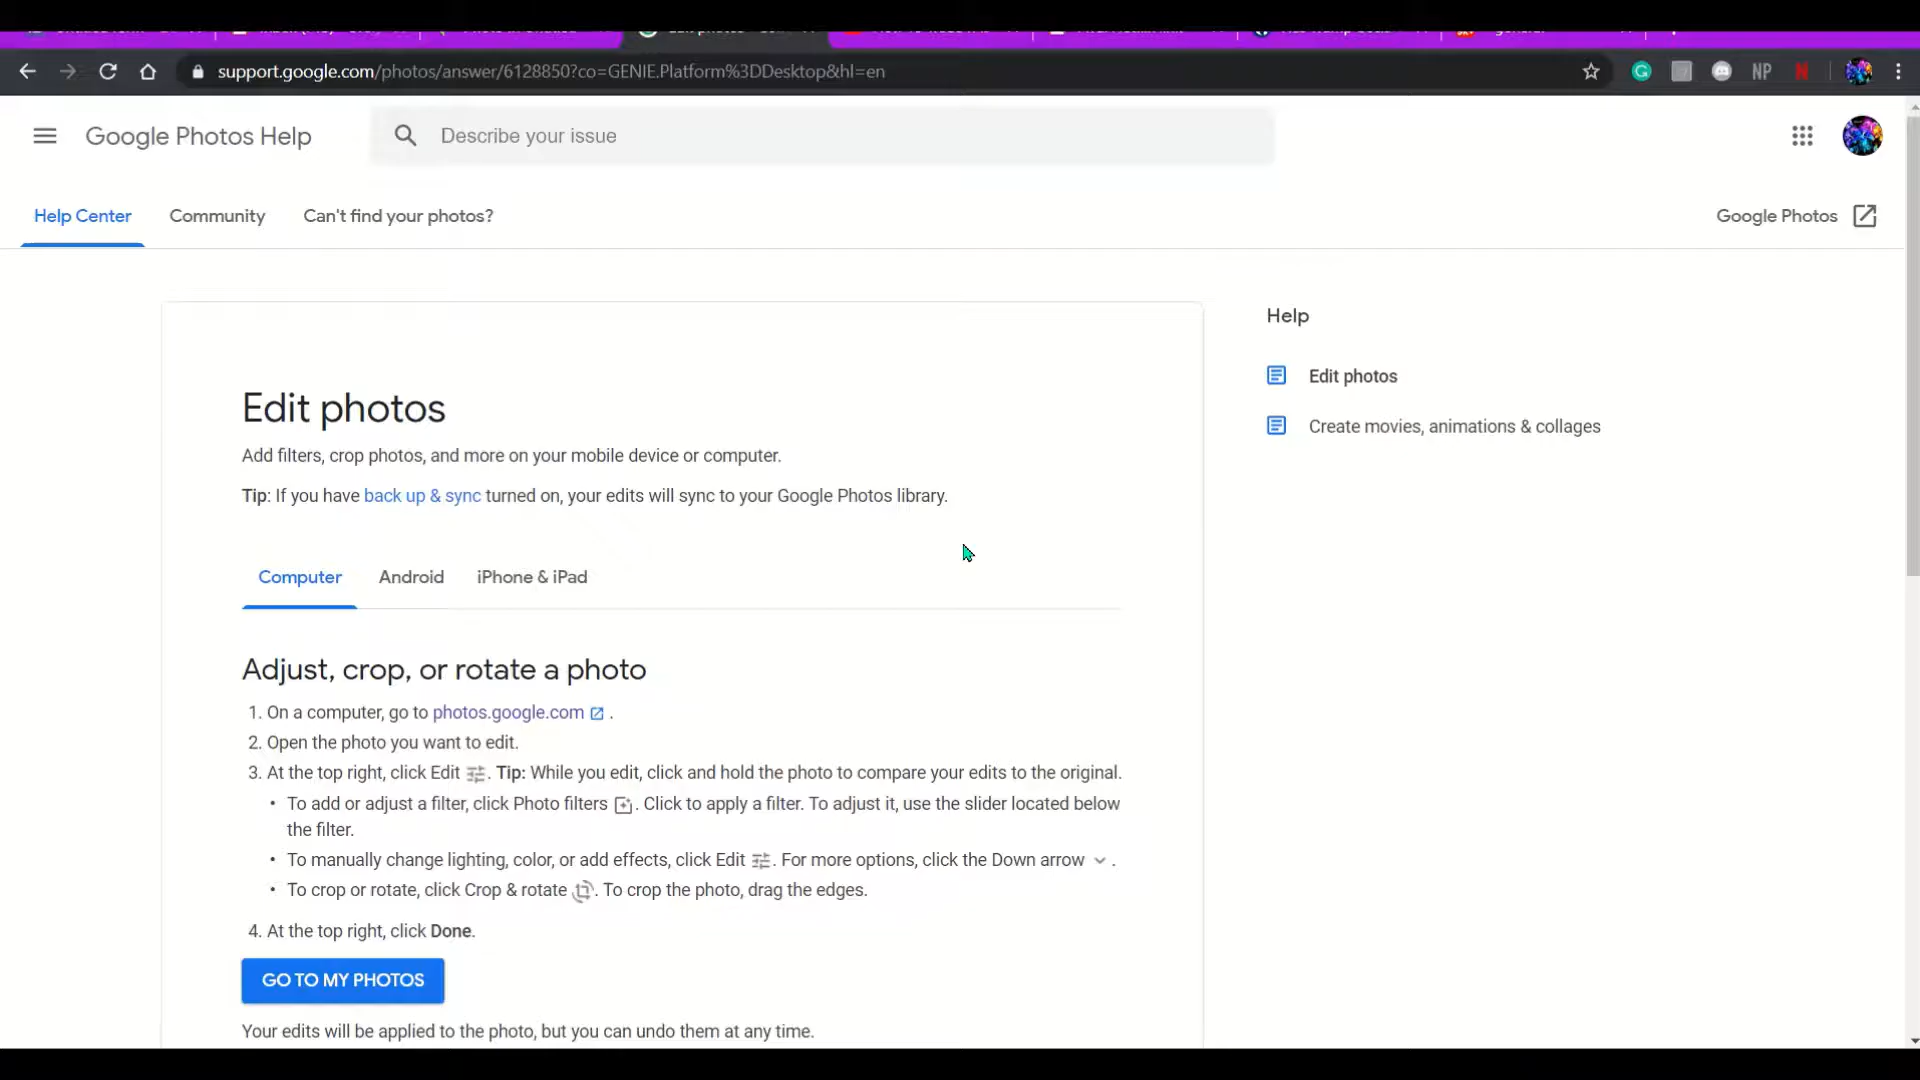 support.google.com/photos/answer/6128850?co=GENIE.Platform%3DDesktop&hl=en
NP
Google Photos Help
Describe your issue
Help Center
Community
Can't find your photos?
Google Photos
Edit photos
Add filters, crop photos, and more on your mobile device or computer.
Tip: If you have back up & sync turned on, your edits will sync to your Google Photos library.
Computer
Android
iPhone & iPad
Adjust, crop, or rotate a photo
1. On a computer, go to photos.google.com .
2. Open the photo you want to edit.
3. At the top right, click Edit . Tip: While you edit, click and hold the photo to compare your edits to the original.
• To add or adjust a filter, click Photo filters . Click to apply a filter. To adjust it, use the slider located below
the filter.
• To manually change lighting, color, or add effects, click Edit . For more options, click the Down arrow .
• To crop or rotate, click Crop & rotate . To crop the photo, drag the edges.
4. At the top right, click Done.
GO TO MY PHOTOS
Your edits will be applied to the photo, but you can undo them at any time.
Help
Edit photos
Create movies, animations & collages